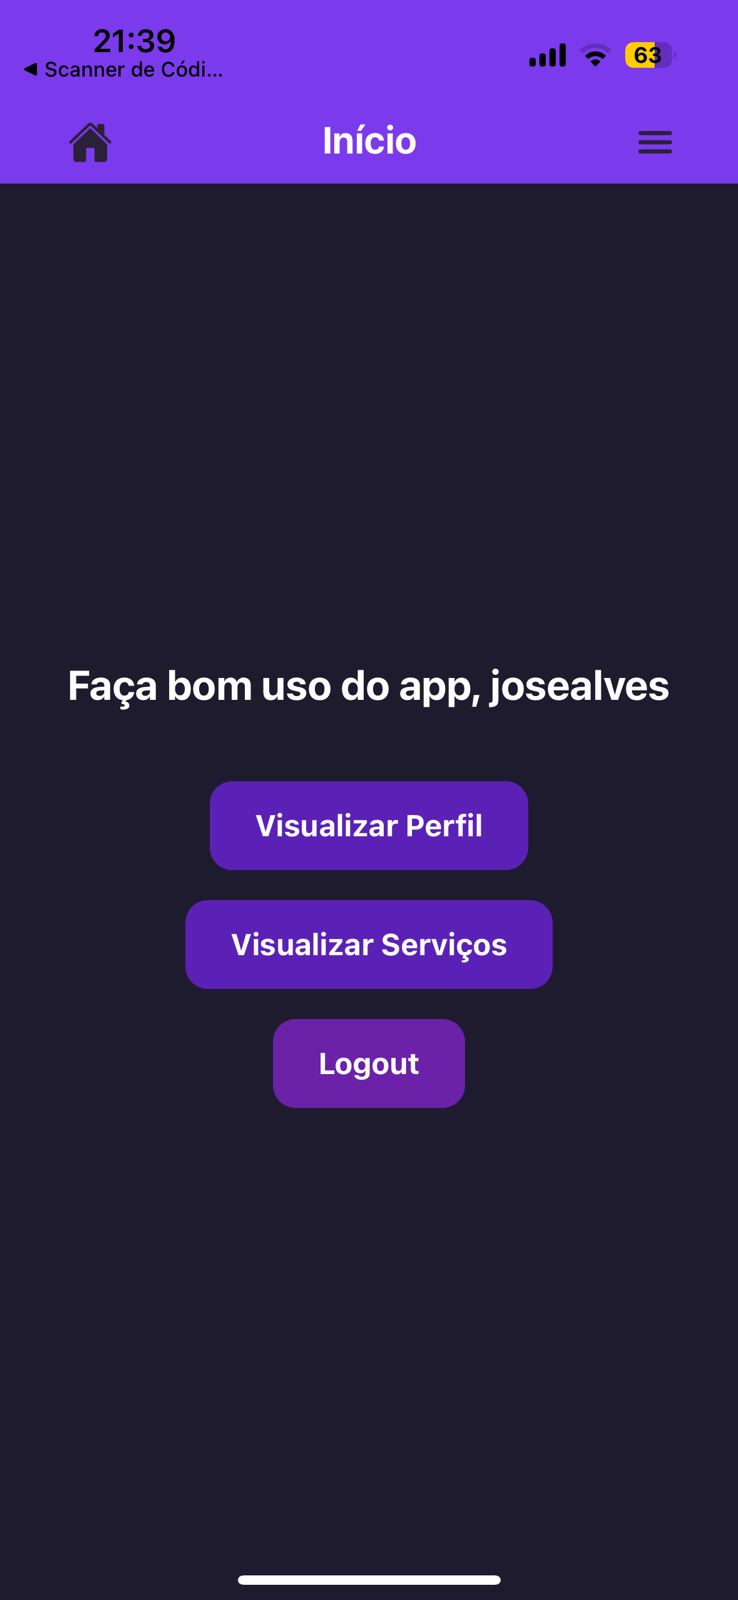 21:39
◀ Scanner de Códi...
63
Início
Faça bom uso do app, josealves
Visualizar Perfil
Visualizar Serviços
Logout